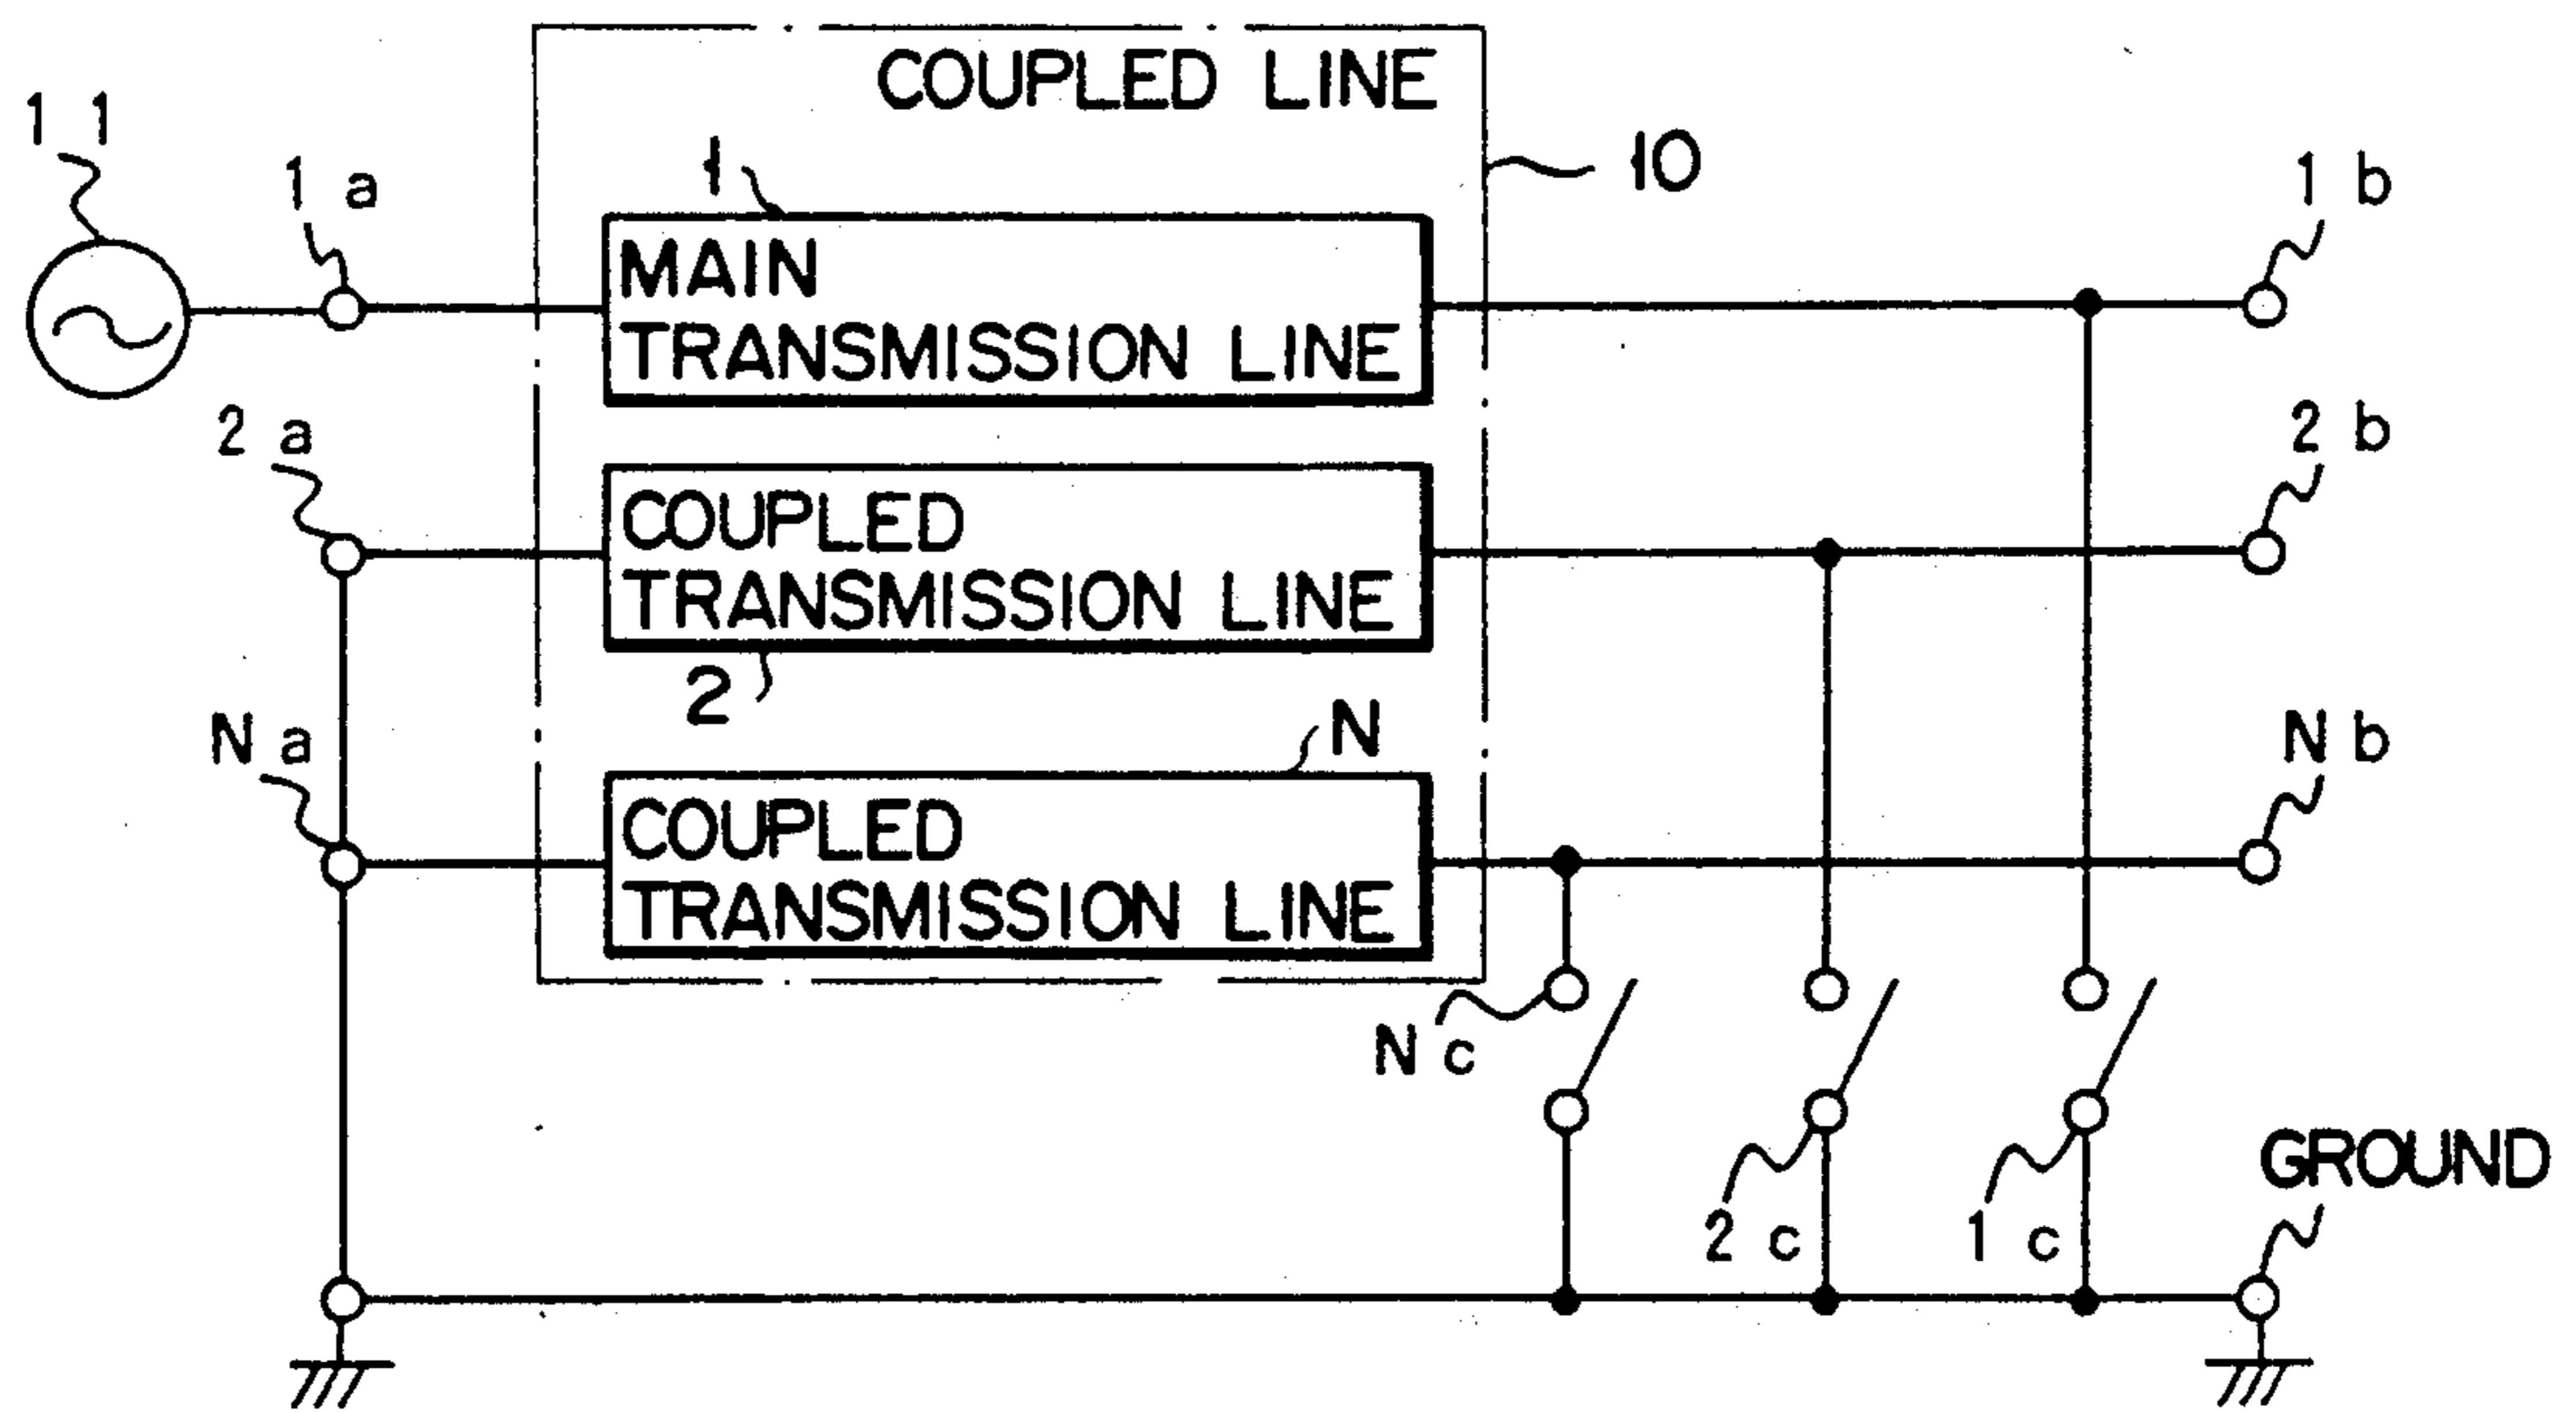 COUPLED LINE
1 1
1 a
1
10
1 b
MAIN
TRANSMISSION LINE
2 a
2 b
COUPLED
TRANSMISSION LINE
2
N a
N
N b
COUPLED
TRANSMISSION LINE
N c
2 c
1 c
GROUND